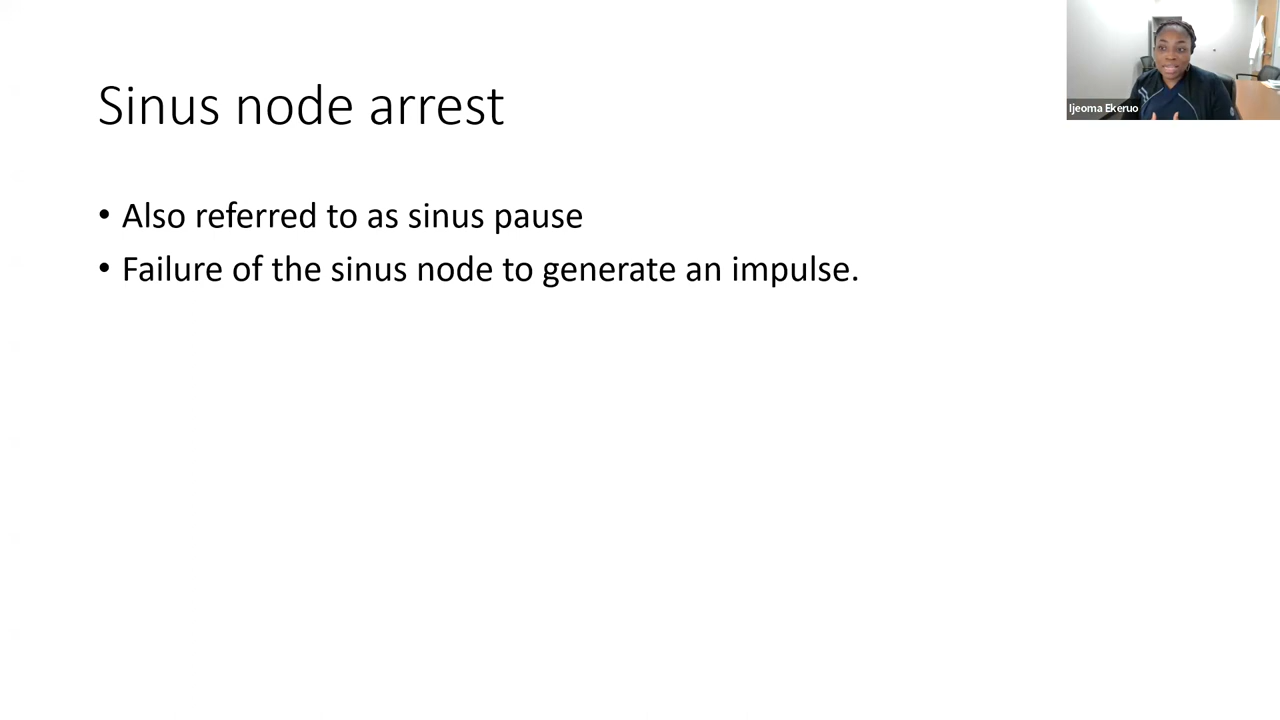 Sinus node arrest
Ijeoma Ekeruo
• Also referred to as sinus pause
• Failure of the sinus node to generate an impulse.